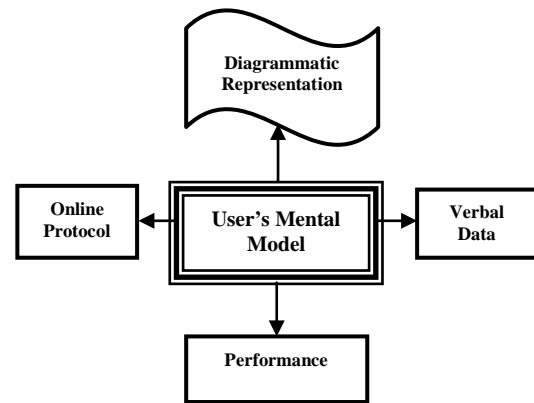 Diagrammatic
Representation
Online
Protocol
User's Mental
Model
Verbal
Data
Performance